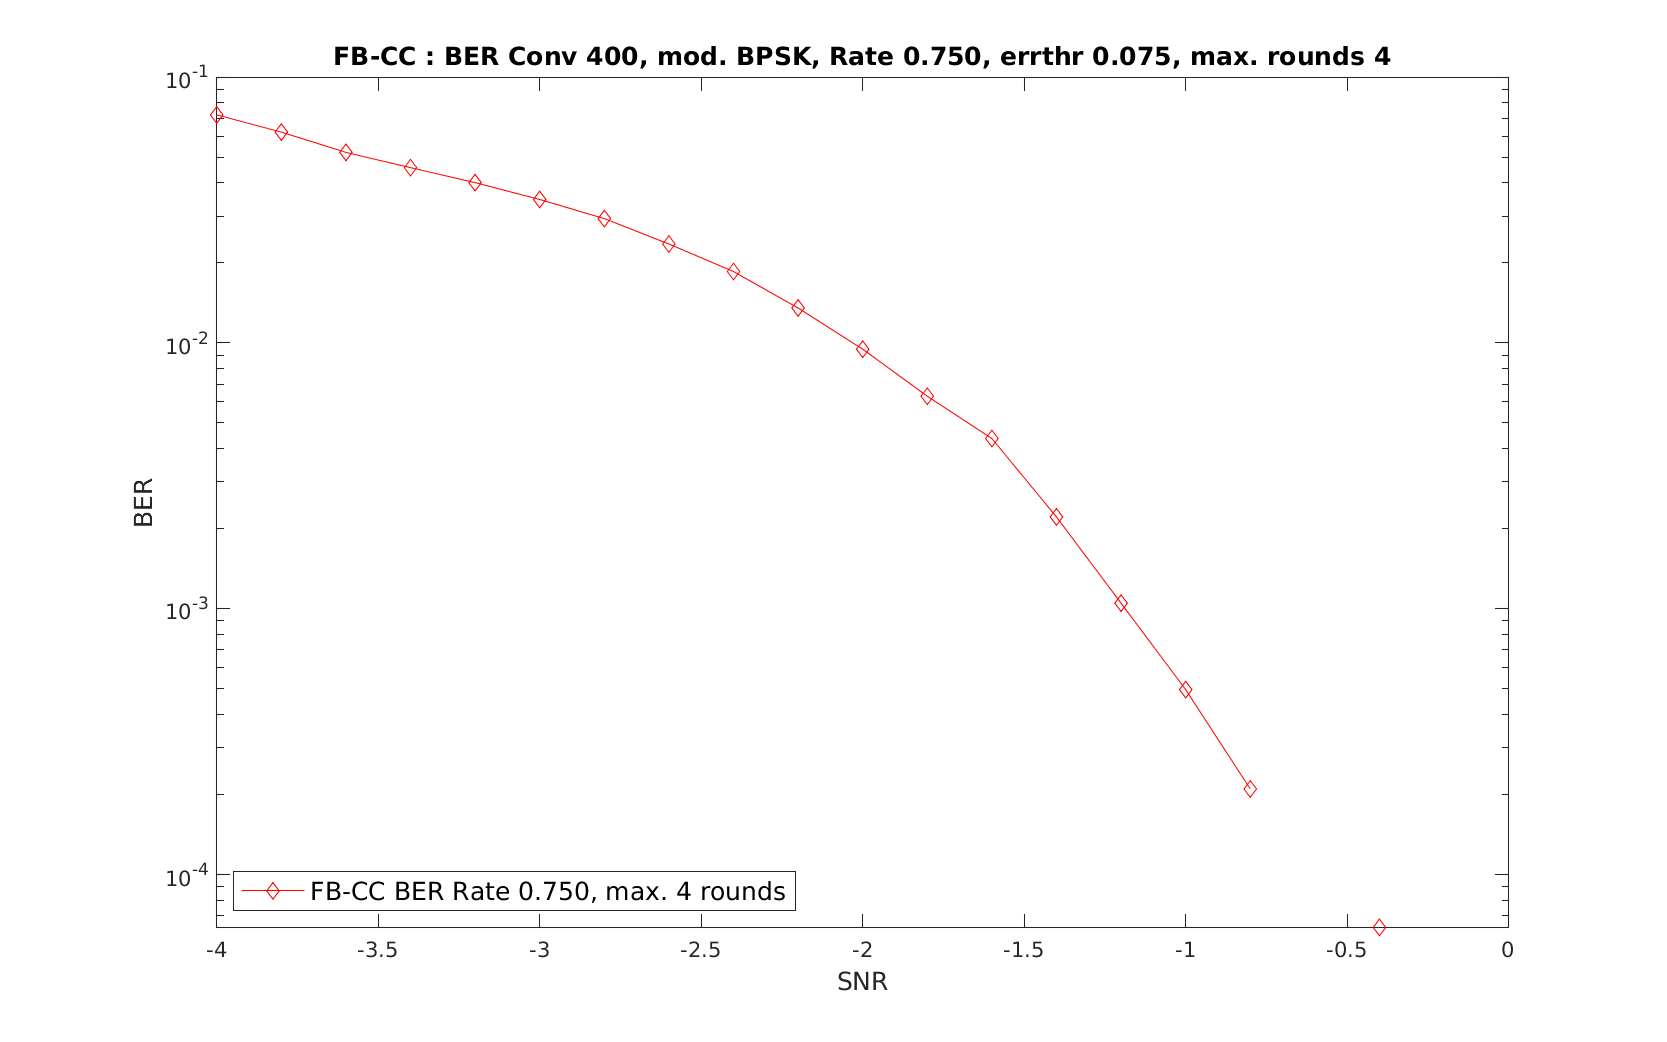 FB-CC : BER Conv 400, mod. BPSK, Rate 0.750, errthr 0.075, max. rounds 4
10^-1
10^-2
10^-3
10^-4
BER
FB-CC BER Rate 0.750, max. 4 rounds
-4 -3.5 -3 -2.5 -2 -1.5 -1 -0.5 0
SNR